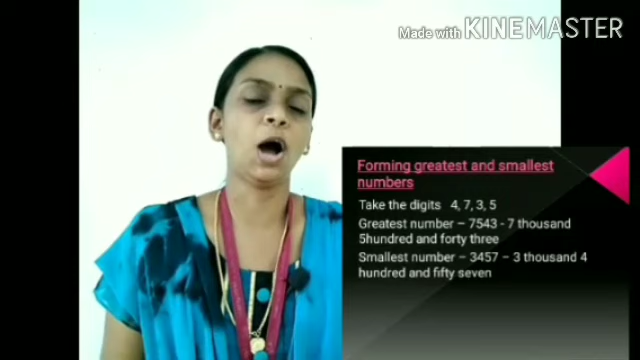 Made with KINEMASTER
Forming greatest and smallest
numbers
Take the digits 4, 7, 3, 5
Greatest number – 7543 - 7 thousand
5hundred and forty three
Smallest number – 3457 – 3 thousand 4
hundred and fifty seven